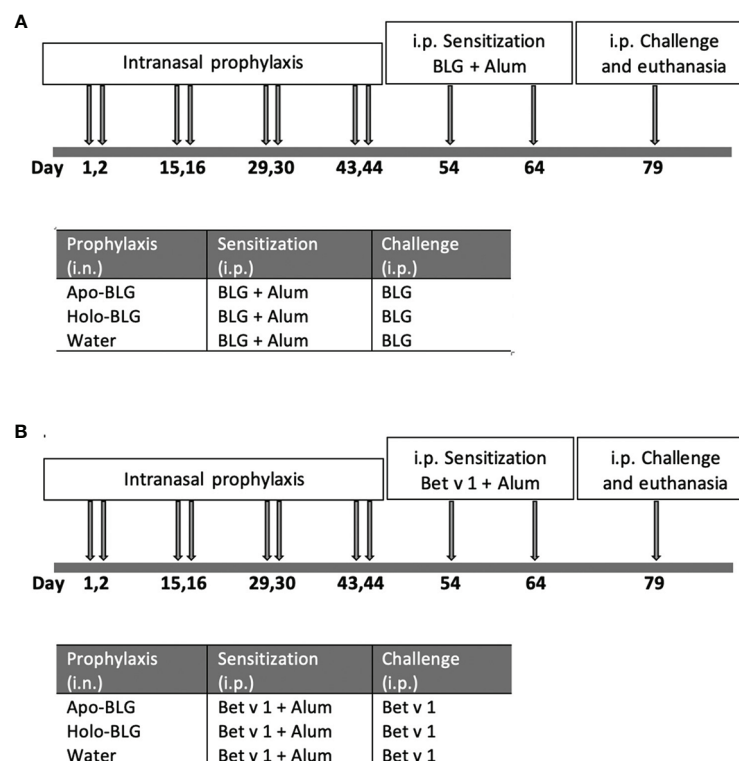 A
Intranasal prophylaxis
i.p. Sensitization
BLG + Alum
i.p. Challenge
and euthanasia
Day 1,2 15,16 29,30 43,44 54 64 79
Prophylaxis (i.n.) Sensitization (i.p.) Challenge (i.p.)
Apo-BLG BLG + Alum BLG
Holo-BLG BLG + Alum BLG
Water BLG + Alum BLG
B
Intranasal prophylaxis
i.p. Sensitization
Bet v 1 + Alum
i.p. Challenge
and euthanasia
Day 1,2 15,16 29,30 43,44 54 64 79
Prophylaxis (i.n.) Sensitization (i.p.) Challenge (i.p.)
Apo-BLG Bet v 1 + Alum Bet v 1
Holo-BLG Bet v 1 + Alum Bet v 1
Water Bet v 1 + Alum Bet v 1